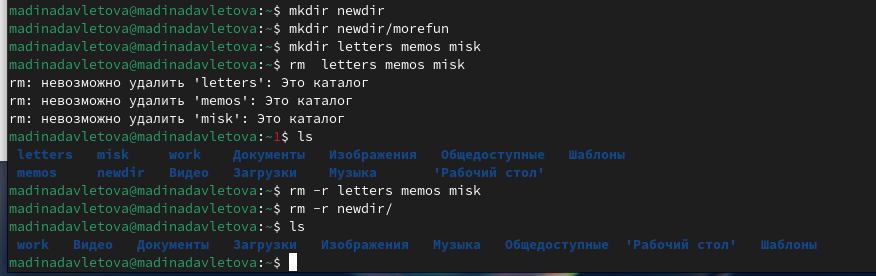 madinadavletova@madinadavletova:~$ mkdir newdir
madinadavletova@madinadavletova:~$ mkdir newdir/morefun
madinadavletova@madinadavletova:~$ mkdir letters memos misk
madinadavletova@madinadavletova:~$ rm  letters memos misk
rm: невозможно удалить 'letters': Это каталог
rm: невозможно удалить 'memos': Это каталог
rm: невозможно удалить 'misk': Это каталог
madinadavletova@madinadavletova:~1$ ls
letters   misk     work    Документы   Изображения   Общедоступные   Шаблоны
memos     newdir   Видео   Загрузки    Музыка       'Рабочий стол'
madinadavletova@madinadavletova:~$ rm -r letters memos misk
madinadavletova@madinadavletova:~$ rm -r newdir/
madinadavletova@madinadavletova:~$ ls
work   Видео   Документы   Загрузки   Изображения   Музыка   Общедоступные  'Рабочий стол'   Шаблоны
madinadavletova@madinadavletova:~$